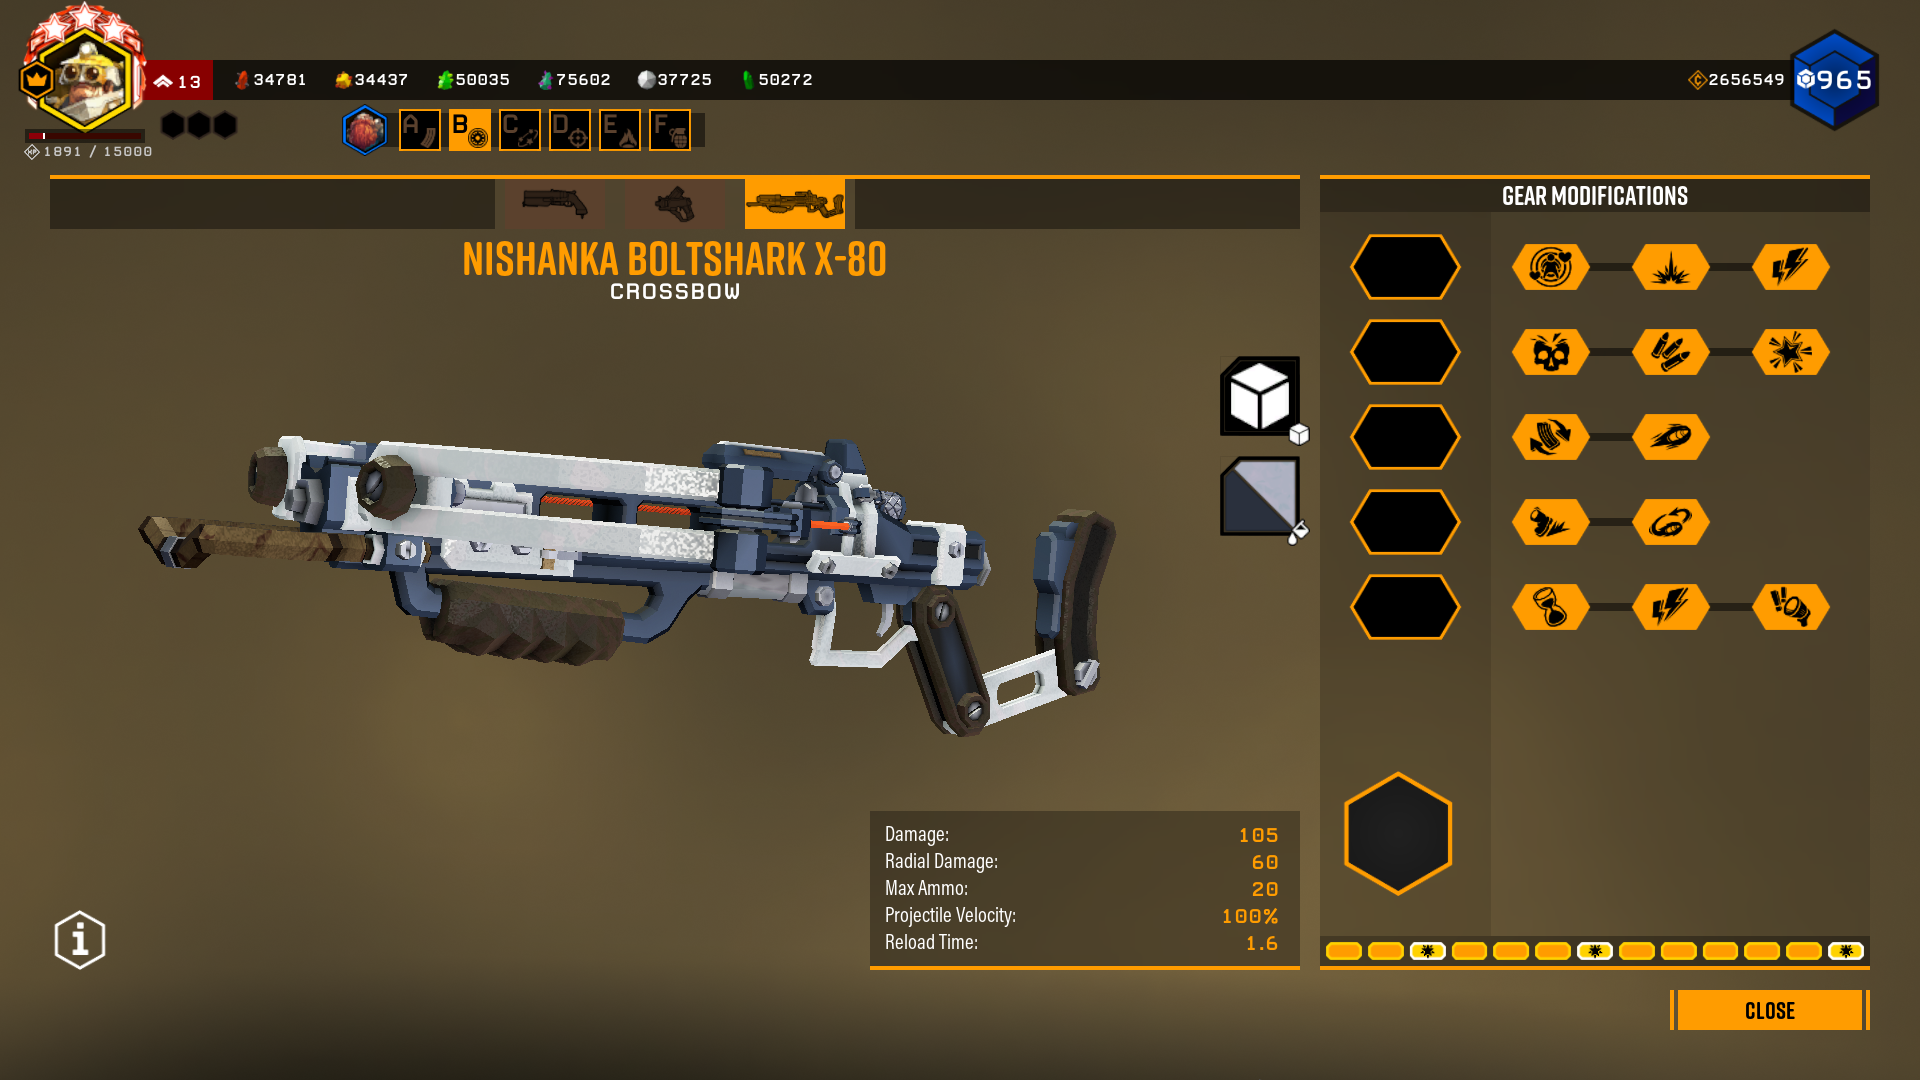 13
34781
34437
50035
75602
37725
50272
2656549
965
1891 / 15000
A
B
C
D
E
F
NISHANKA BOLTSHARK X-80
CROSSBOW
GEAR MODIFICATIONS
Damage: 105
Radial Damage: 60
Max Ammo: 20
Projectile Velocity: 100%
Reload Time: 1.6
CLOSE